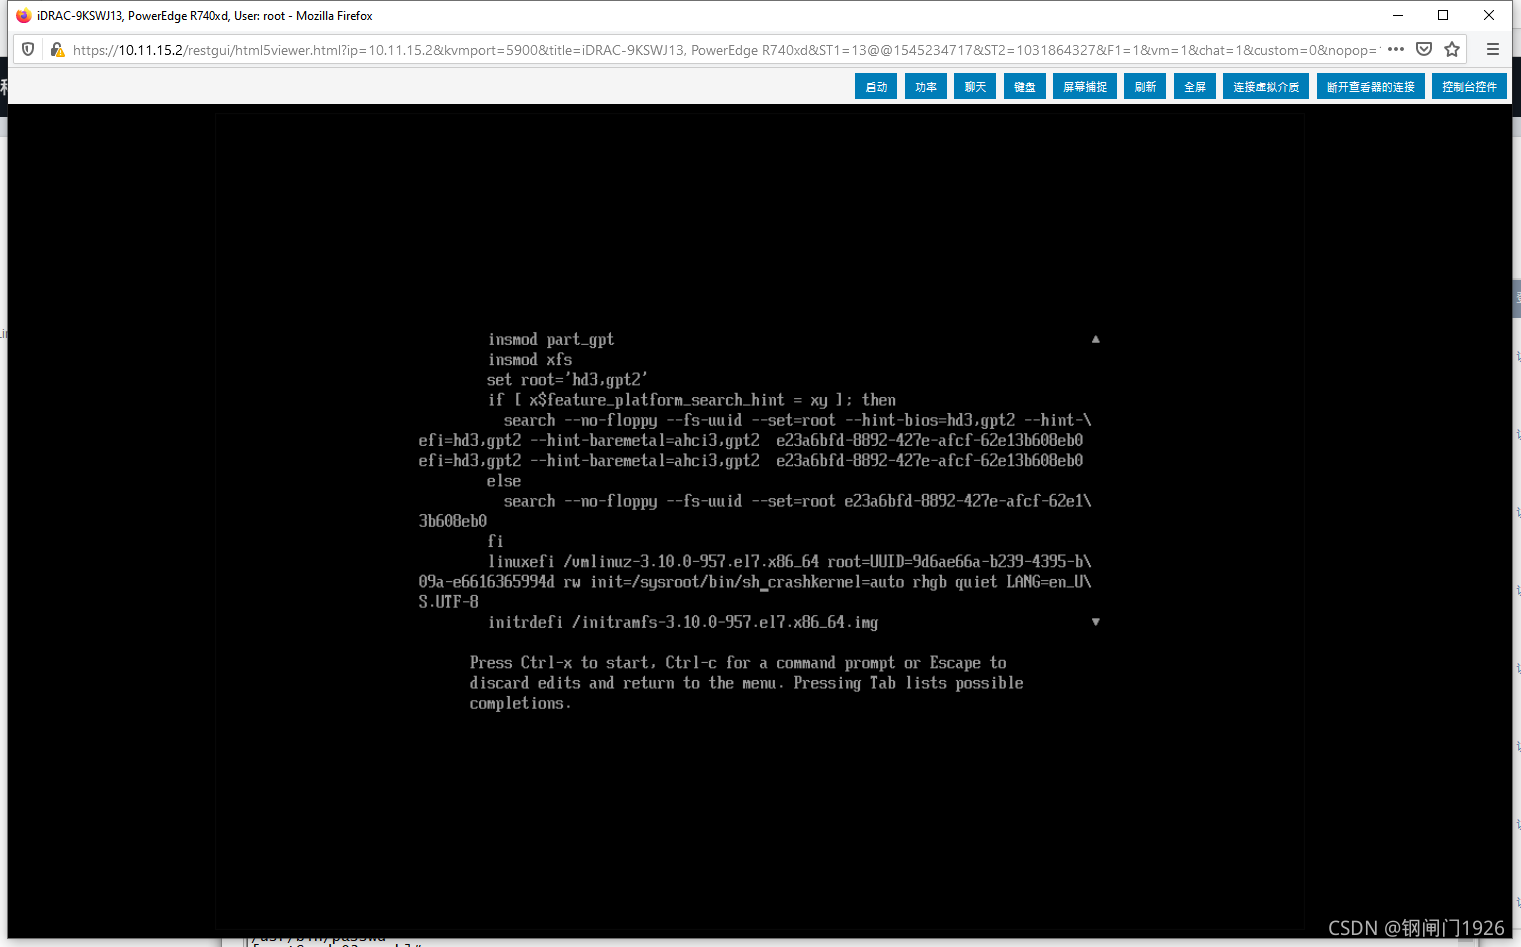 iDRAC-9KSWJ13, PowerEdge R740xd, User: root - Mozilla Firefox
https://10.11.15.2/restgui/html5viewer.html?ip=10.11.15.2&kvmport=5900&title=iDRAC-9KSWJ13, PowerEdge R740xd&ST1=13@@1545234717&ST2=1031864327&F1=1&vm=1&chat=1&custom=0&nopop=
启动 功率 聊天 键盘 屏幕捕捉 刷新 全屏 连接虚拟介质 断开查看器的连接 控制台控件
insmod part_gpt
insmod xfs
set root='hd3,gpt2'
if [ x$feature_platform_search_hint = xy ]; then
search --no-floppy --fs-uuid --set=root --hint-bios=hd3,gpt2 --hint-\
efi=hd3,gpt2 --hint-baremetal=ahci3,gpt2 e23a6bfd-8892-427e-afcf-62e13b608eb0
efi=hd3,gpt2 --hint-baremetal=ahci3,gpt2 e23a6bfd-8892-427e-afcf-62e13b608eb0
else
search --no-floppy --fs-uuid --set=root e23a6bfd-8892-427e-afcf-62e1\
3b608eb0
fi
linuxefi /vmlinuz-3.10.0-957.el7.x86_64 root=UUID=9d6ae66a-b239-4395-b\
09a-e6616365994d rw init=/sysroot/bin/sh_crashkernel=auto rhgb quiet LANG=en_U\
S.UTF-8
initrdefi /initramfs-3.10.0-957.el7.x86_64.img
Press Ctrl-x to start, Ctrl-c for a command prompt or Escape to
discard edits and return to the menu. Pressing Tab lists possible
completions.
CSDN @钢闸门1926